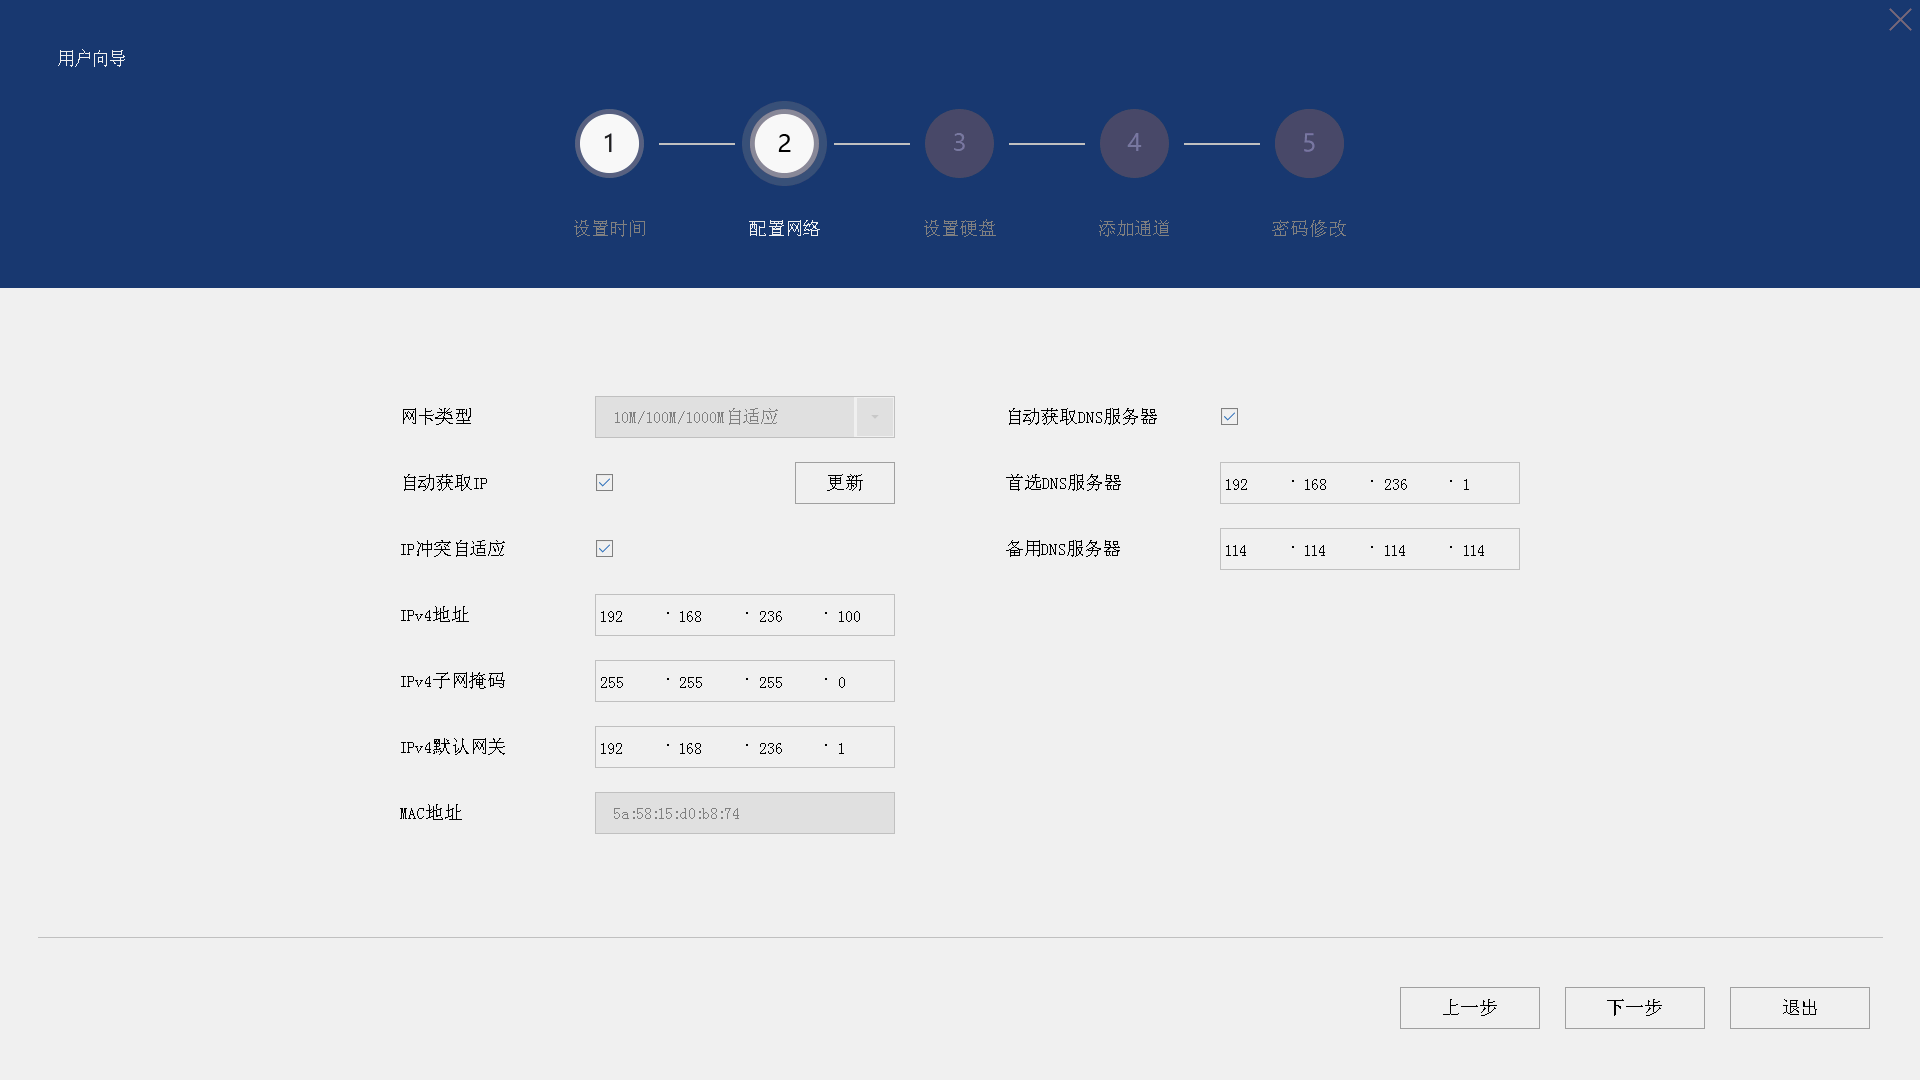 用户向导
1
2
3
4
5
设置时间
配置网络
设置硬盘
添加通道
密码修改
网卡类型
10M/100M/1000M自适应
自动获取DNS服务器
自动获取IP
更新
首选DNS服务器
192 . 168 . 236 . 1
IP冲突自适应
备用DNS服务器
114 . 114 . 114 . 114
IPv4地址
192 . 168 . 236 . 100
IPv4子网掩码
255 . 255 . 255 . 0
IPv4默认网关
192 . 168 . 236 . 1
MAC地址
5a:58:15:d0:b8:74
上一步
下一步
退出